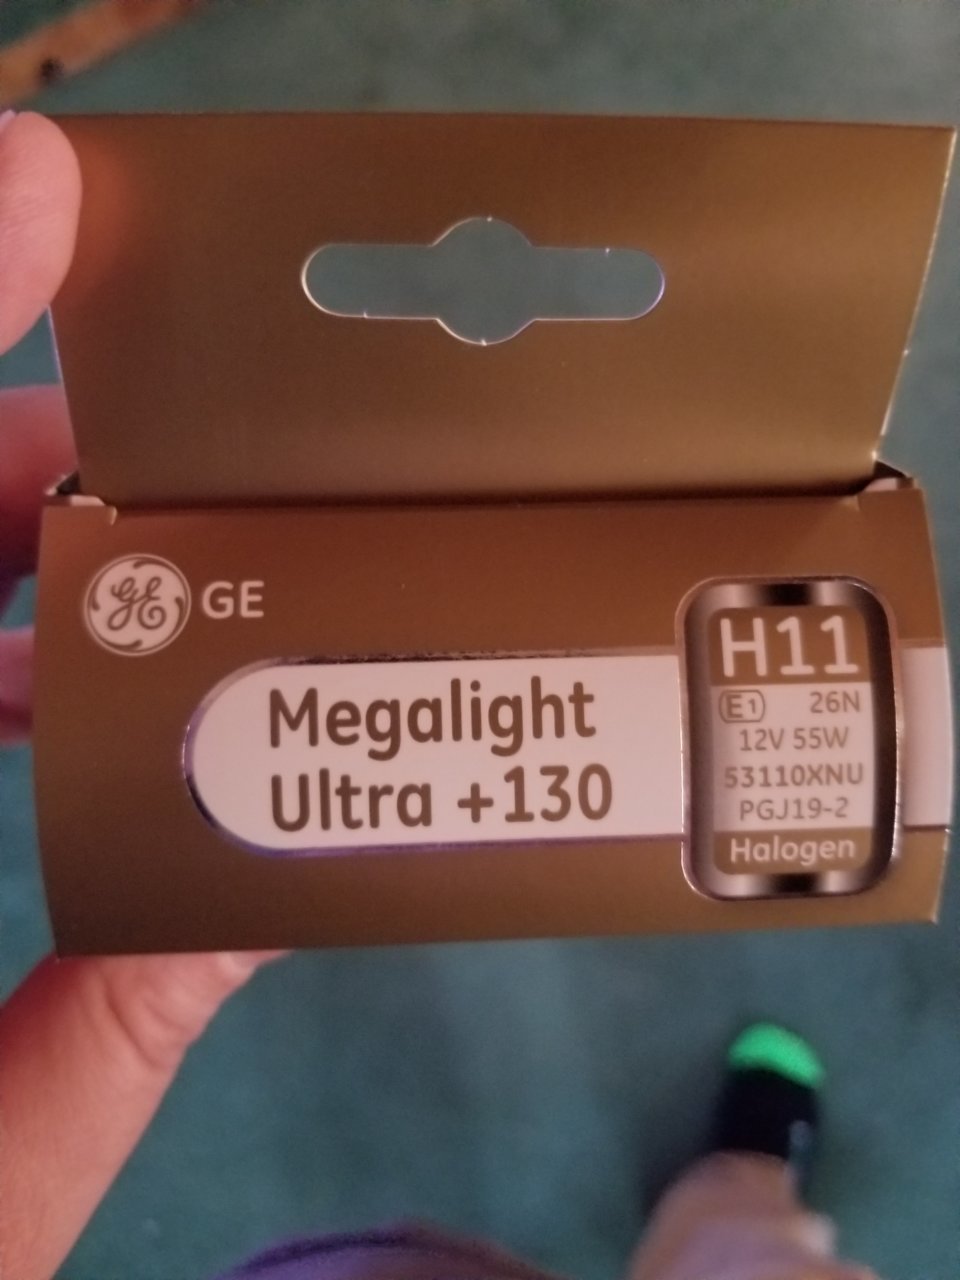 GE GE
Megalight
Ultra +130
H11
E1 26N
12V 55W
53110XNU
PGJ19-2
Halogen